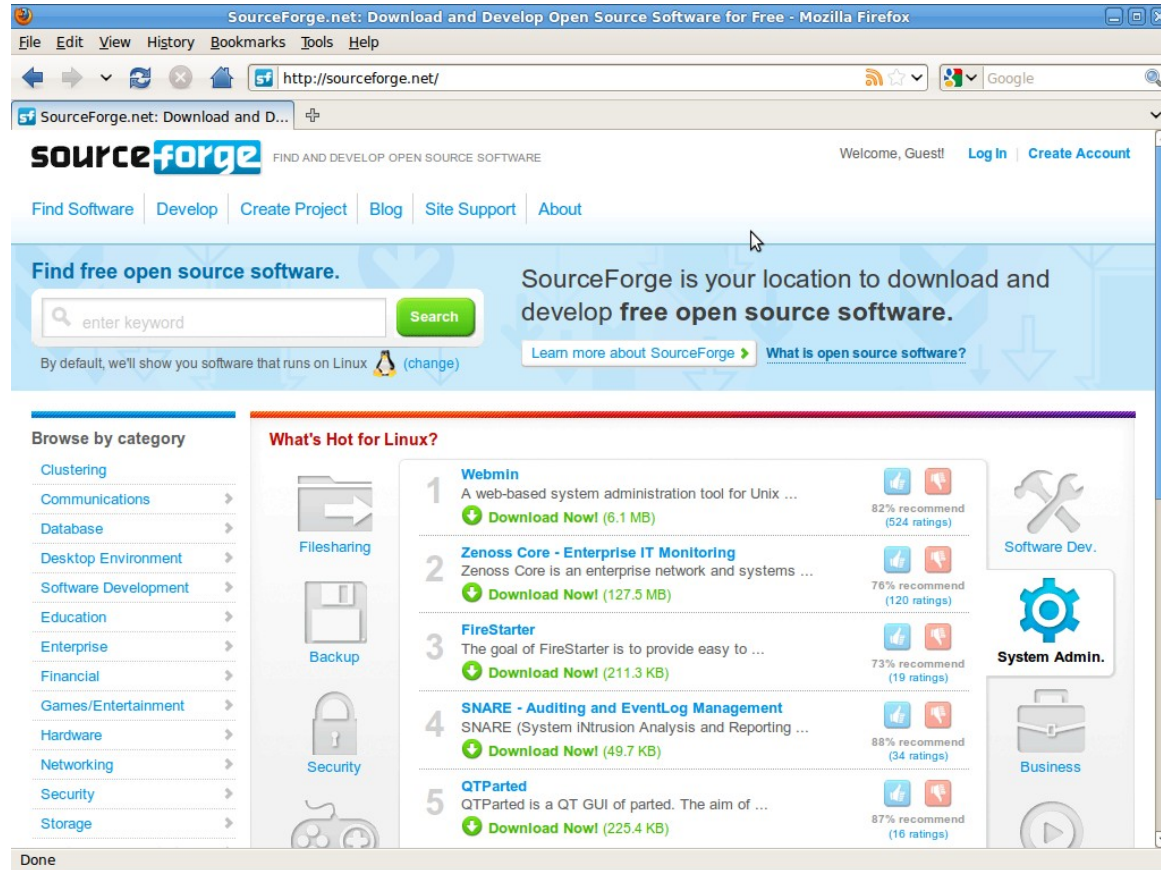 SourceForge.net: Download and Develop Open Source Software for Free - Mozilla Firefox
File Edit View History Bookmarks Tools Help
sf http://sourceforge.net/ Google
sf SourceForge.net: Download and D...
sourceforge FIND AND DEVELOP OPEN SOURCE SOFTWARE Welcome, Guest! Log In | Create Account
Find Software Develop Create Project Blog Site Support About
Find free open source software.
enter keyword Search
By default, we'll show you software that runs on Linux (change)
SourceForge is your location to download and
develop free open source software.
Learn more about SourceForge What is open source software?
Browse by category
Clustering
Communications
Database
Desktop Environment
Software Development
Education
Enterprise
Financial
Games/Entertainment
Hardware
Networking
Security
Storage
What's Hot for Linux?
Filesharing
Backup
Security
1 Webmin
A web-based system administration tool for Unix ...
Download Now! (6.1 MB)
82% recommend
(524 ratings)
2 Zenoss Core - Enterprise IT Monitoring
Zenoss Core is an enterprise network and systems ...
Download Now! (127.5 MB)
76% recommend
(120 ratings)
3 FireStarter
The goal of FireStarter is to provide easy to ...
Download Now! (211.3 KB)
73% recommend
(19 ratings)
4 SNARE - Auditing and EventLog Management
SNARE (System iNtrusion Analysis and Reporting ...
Download Now! (49.7 KB)
88% recommend
(34 ratings)
5 QTParted
QTParted is a QT GUI of parted. The aim of ...
Download Now! (225.4 KB)
87% recommend
(16 ratings)
Software Dev.
System Admin.
Business
Done